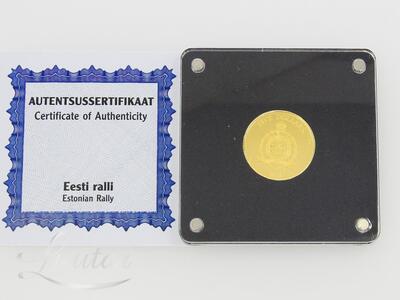 AUTENTSUSSERTIFIKAAT
Certificate of Authenticity
Eesti ralli
Estonian Rally